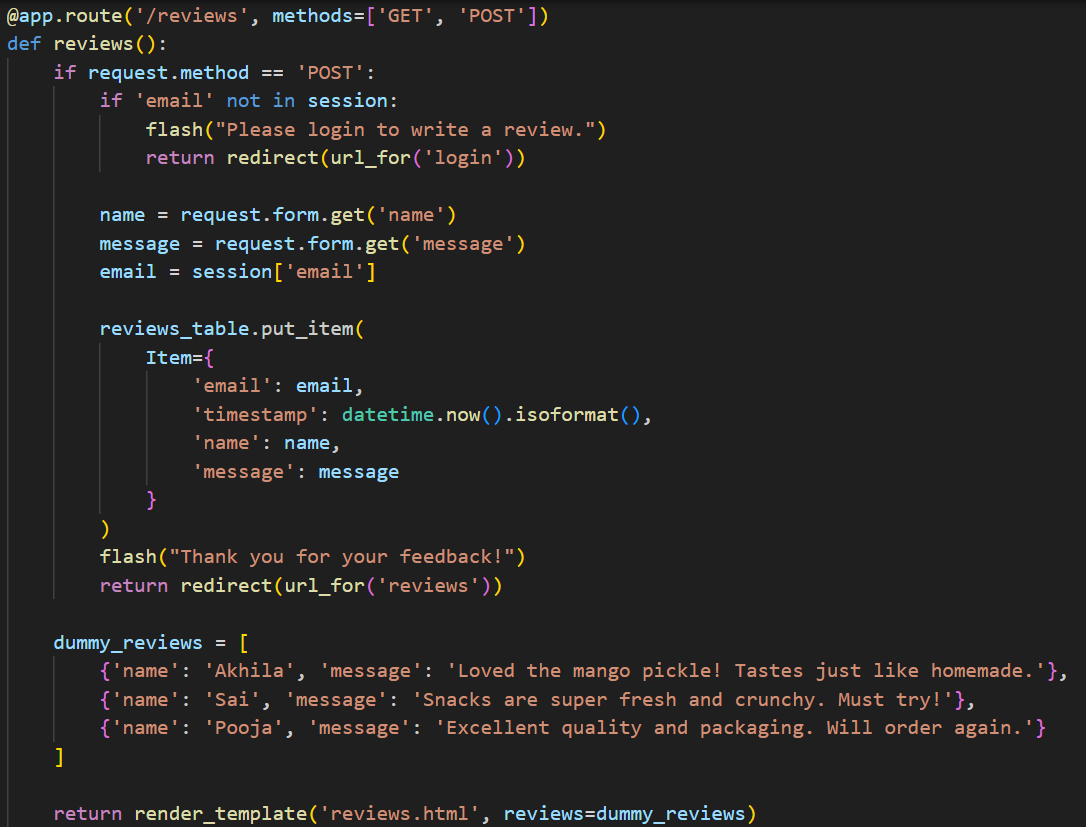 @app.route('/reviews', methods=['GET', 'POST'])
def reviews():
    if request.method == 'POST':
        if 'email' not in session:
            flash("Please login to write a review.")
            return redirect(url_for('login'))

        name = request.form.get('name')
        message = request.form.get('message')
        email = session['email']

        reviews_table.put_item(
            Item={
                'email': email,
                'timestamp': datetime.now().isoformat(),
                'name': name,
                'message': message
            }
        )
        flash("Thank you for your feedback!")
        return redirect(url_for('reviews'))

    dummy_reviews = [
        {'name': 'Akhila', 'message': 'Loved the mango pickle! Tastes just like homemade.'},
        {'name': 'Sai', 'message': 'Snacks are super fresh and crunchy. Must try!'},
        {'name': 'Pooja', 'message': 'Excellent quality and packaging. Will order again.'}
    ]

    return render_template('reviews.html', reviews=dummy_reviews)